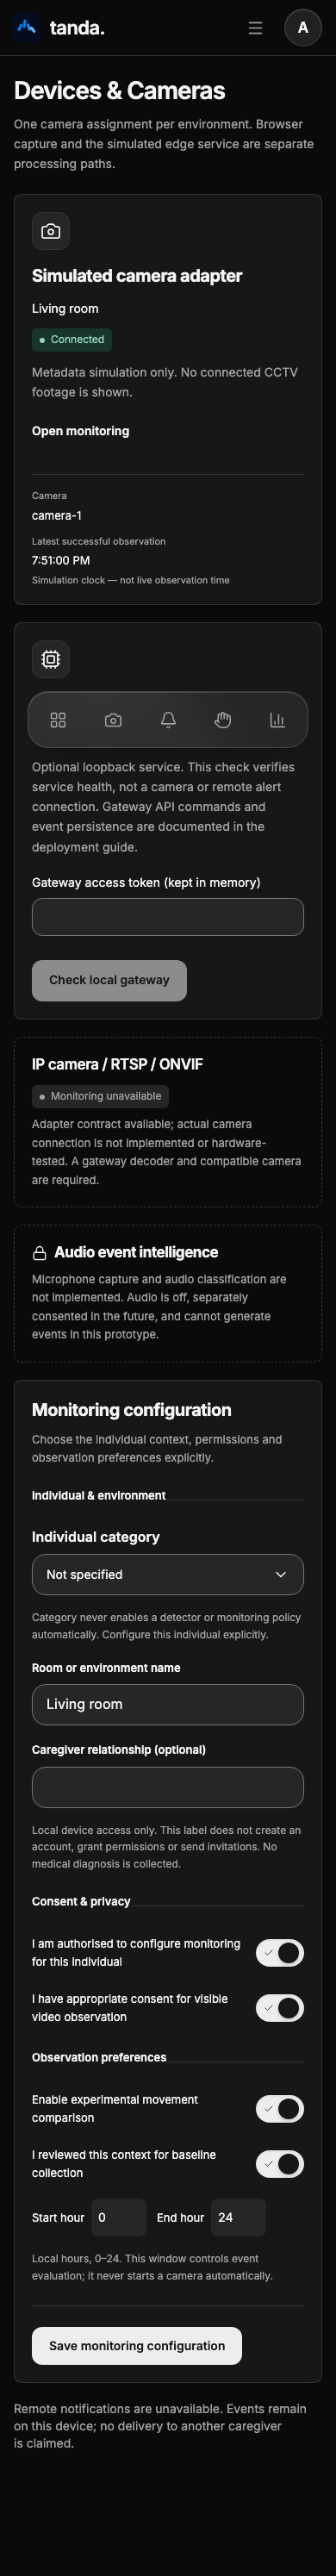 tanda.
A
Devices & Cameras
One camera assignment per environment. Browser
capture and the simulated edge service are separate
processing paths.
Simulated camera adapter
Living room
Connected
Metadata simulation only. No connected CCTV
footage is shown.
Open monitoring
Camera
camera-1
Latest successful observation
7:51:00 PM
Simulation clock — not live observation time
Optional loopback service. This check verifies
service health, not a camera or remote alert
connection. Gateway API commands and
event persistence are documented in the
deployment guide.
Gateway access token (kept in memory)
Check local gateway
IP camera / RTSP / ONVIF
Monitoring unavailable
Adapter contract available; actual camera
connection is not implemented or hardware-
tested. A gateway decoder and compatible camera
are required.
Audio event intelligence
Microphone capture and audio classification are
not implemented. Audio is off, separately
consented in the future, and cannot generate
events in this prototype.
Monitoring configuration
Choose the individual context, permissions and
observation preferences explicitly.
Individual & environment
Individual category
Not specified
Category never enables a detector or monitoring policy
automatically. Configure this individual explicitly.
Room or environment name
Living room
Caregiver relationship (optional)
Local device access only. This label does not create an
account, grant permissions or send invitations. No
medical diagnosis is collected.
Consent & privacy
I am authorised to configure monitoring
for this individual
I have appropriate consent for visible
video observation
Observation preferences
Enable experimental movement
comparison
I reviewed this context for baseline
collection
Start hour 0 End hour 24
Local hours, 0–24. This window controls event
evaluation; it never starts a camera automatically.
Save monitoring configuration
Remote notifications are unavailable. Events remain
on this device; no delivery to another caregiver
is claimed.